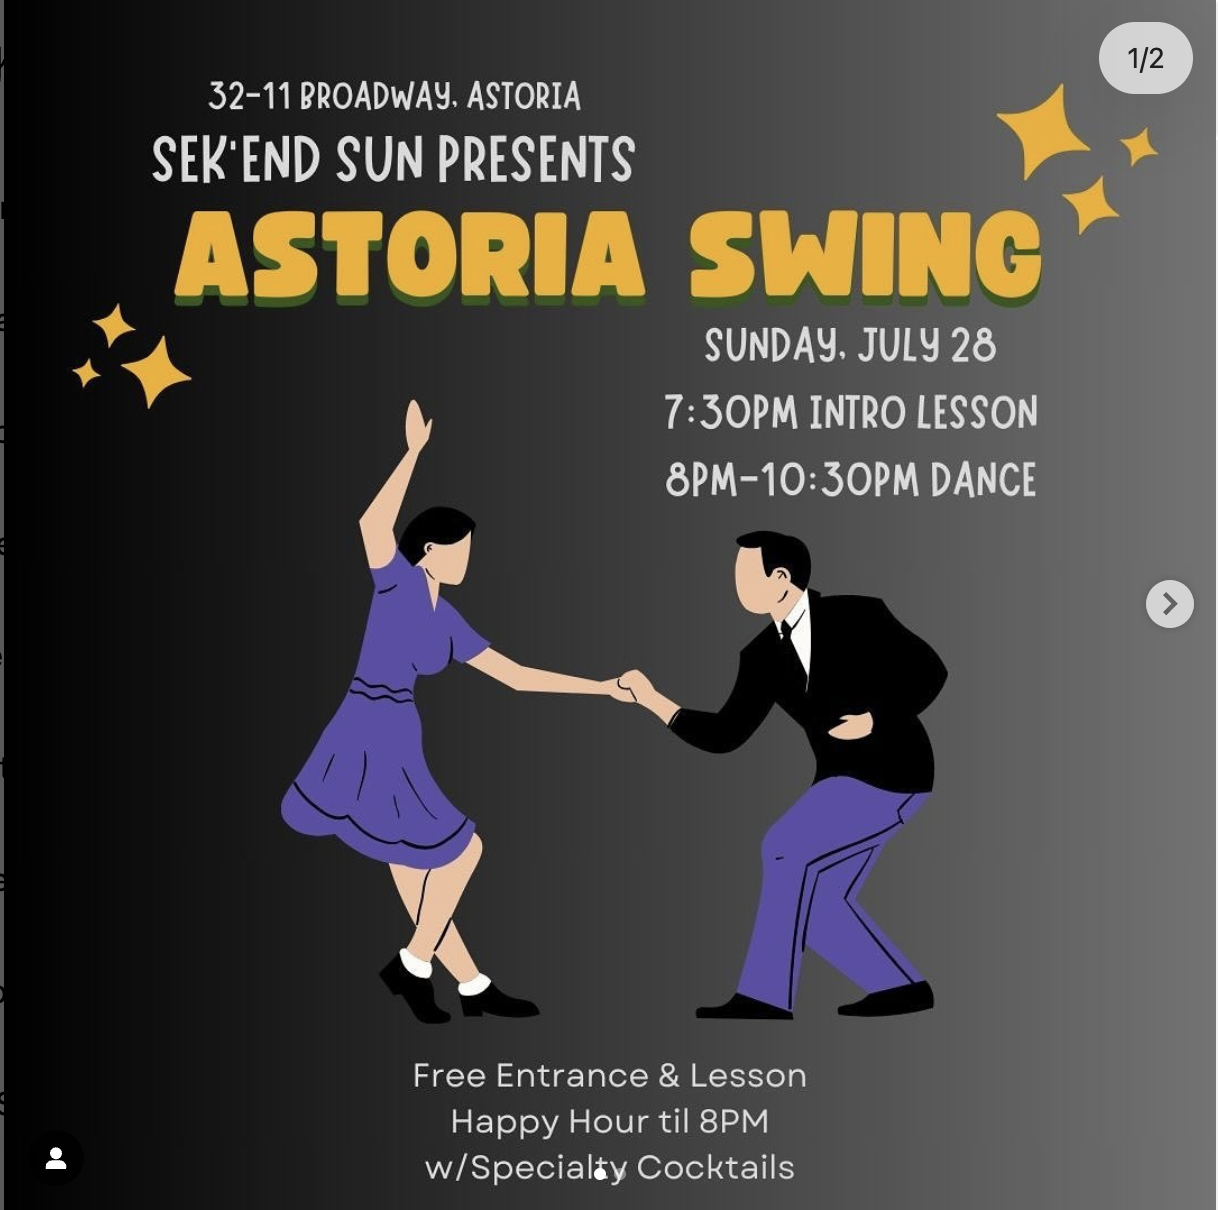 1/2
32-11 BROADWAY, ASTORIA
SEK'END SUN PRESENTS
ASTORIA SWING
SUNDAY, JULY 28
7:30PM INTRO LESSON
8PM-10:30PM DANCE
Free Entrance & Lesson
Happy Hour til 8PM
w/Specialty Cocktails